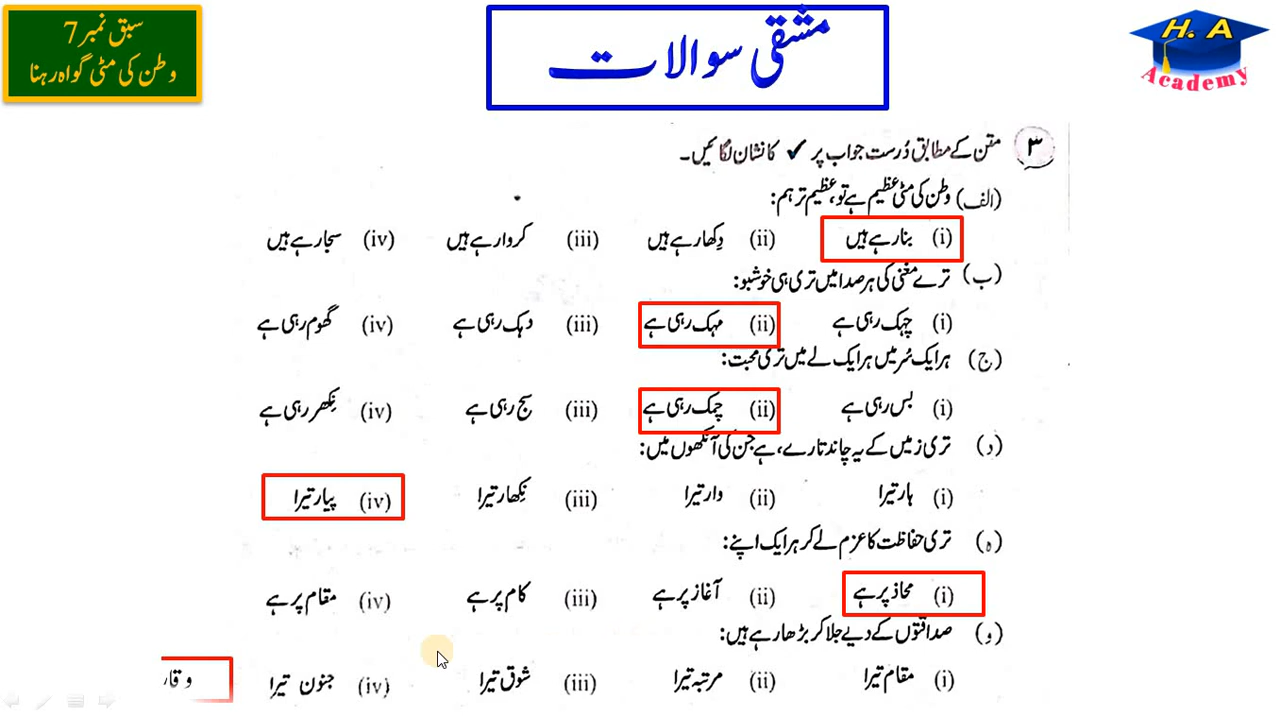 سبق نمبر 7
وطن کی مٹی گواہ رہنا
مشقی سوالات
H. A
Academy
۳ متن کے مطابق دُرست جواب پر ✓ کا نشان لگائیں۔
(الف) وطن کی مٹی عظیم ہے تو، عظیم تر ہم:
(i) بنا رہے ہیں (ii) دِکھا رہے ہیں (iii) کروا رہے ہیں (iv) سجا رہے ہیں
(ب) ترے مغنی کی ہر صدا میں تری ہی خوشبو:
(i) چہک رہی ہے (ii) مہک رہی ہے (iii) دہک رہی ہے (iv) گھوم رہی ہے
(ج) ہر ایک سُر میں ہر ایک لے میں تری محبت:
(i) بس رہی ہے (ii) چمک رہی ہے (iii) سج رہی ہے (iv) نِکھر رہی ہے
(د) تری زمیں کے یہ چاند تارے، ہے جن کی آنکھوں میں:
(i) ہار تیرا (ii) وار تیرا (iii) نِکھار تیرا (iv) پیار تیرا
(ہ) تری حفاظت کا عزم لے کر ہر ایک اپنے:
(i) محاذ پر ہے (ii) آغاز پر ہے (iii) کام پر ہے (iv) مقام پر ہے
(و) صداقتوں کے دیے جلا کر بڑھا رہے ہیں:
(i) مقام تیرا (ii) مرتبہ تیرا (iii) شوق تیرا (iv) جنون تیرا